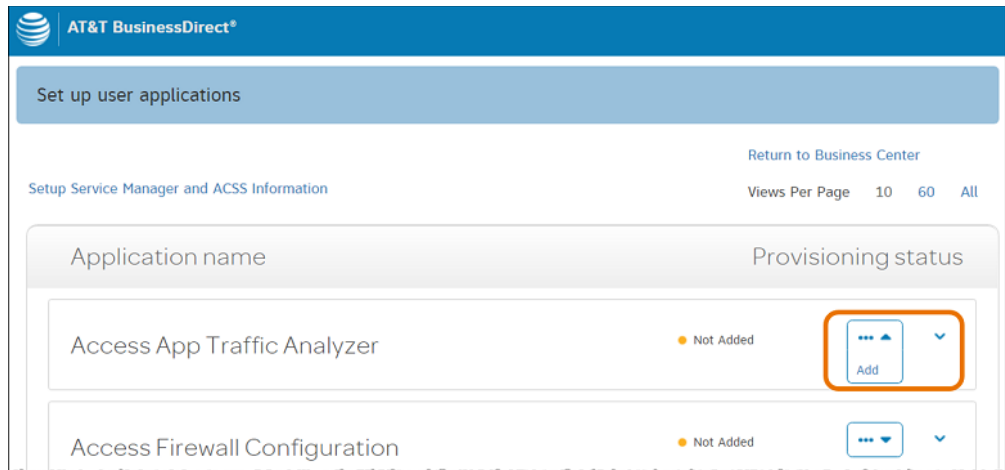 AT&T BusinessDirect®
Set up user applications
Return to Business Center
Setup Service Manager and ACSS Information
Views Per Page 10 60 All
Application name Provisioning status
Access App Traffic Analyzer
Not Added
Add
Access Firewall Configuration
Not Added